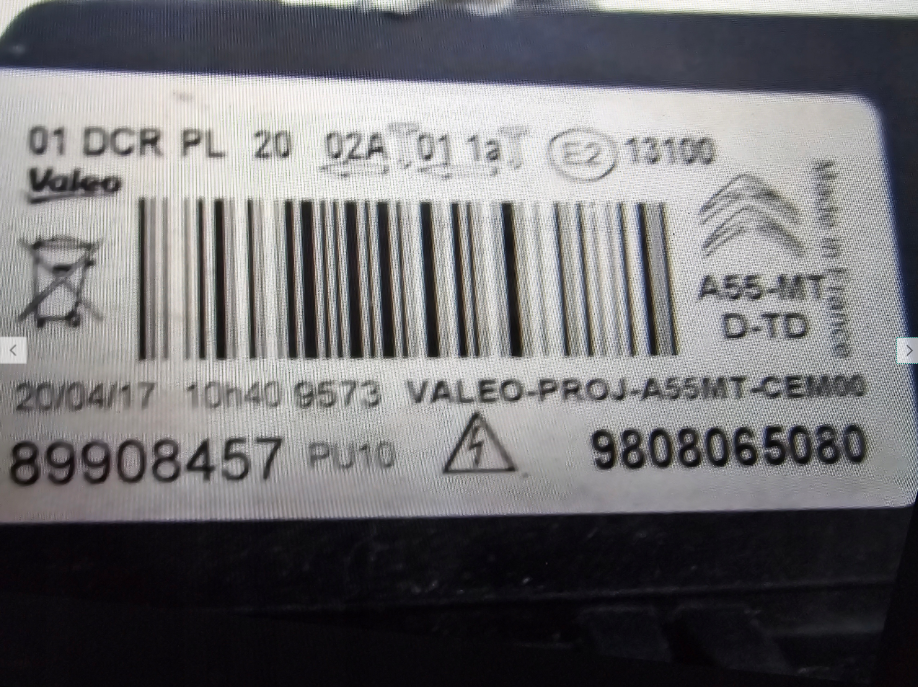 01 DCR PL 20 02A 01 1a E2 13100
Valeo
Made in France
A55-MT
D-TD
20/04/17 10h40 9573 VALEO-PROJ-A55MT-CEM00
89908457 PU10 9808065080